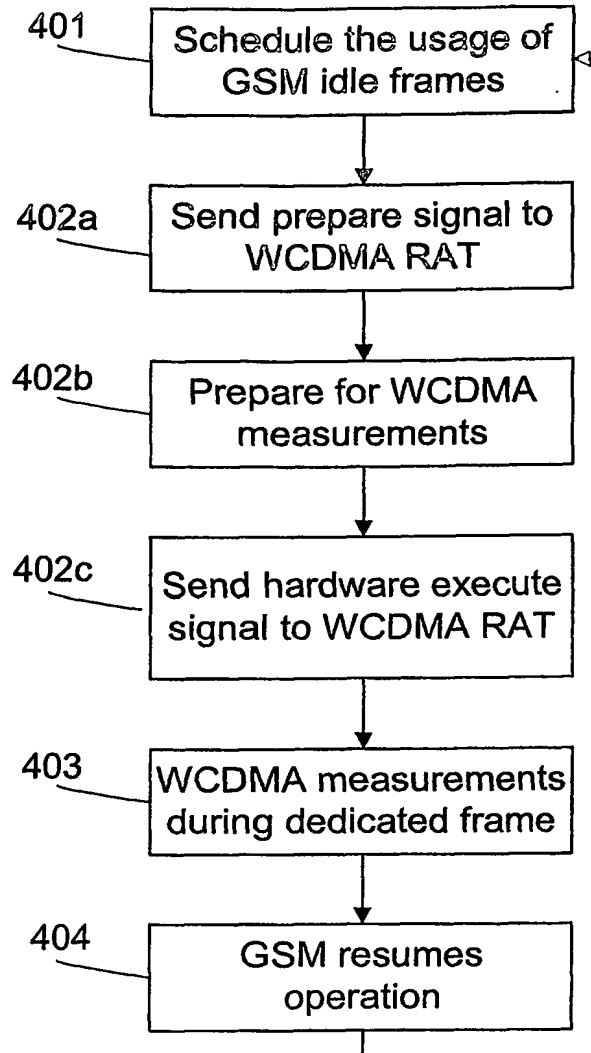 401
Schedule the usage of
GSM idle frames
402a
Send prepare signal to
WCDMA RAT
402b
Prepare for WCDMA
measurements
402c
Send hardware execute
signal to WCDMA RAT
403
WCDMA measurements
during dedicated frame
404
GSM resumes
operation